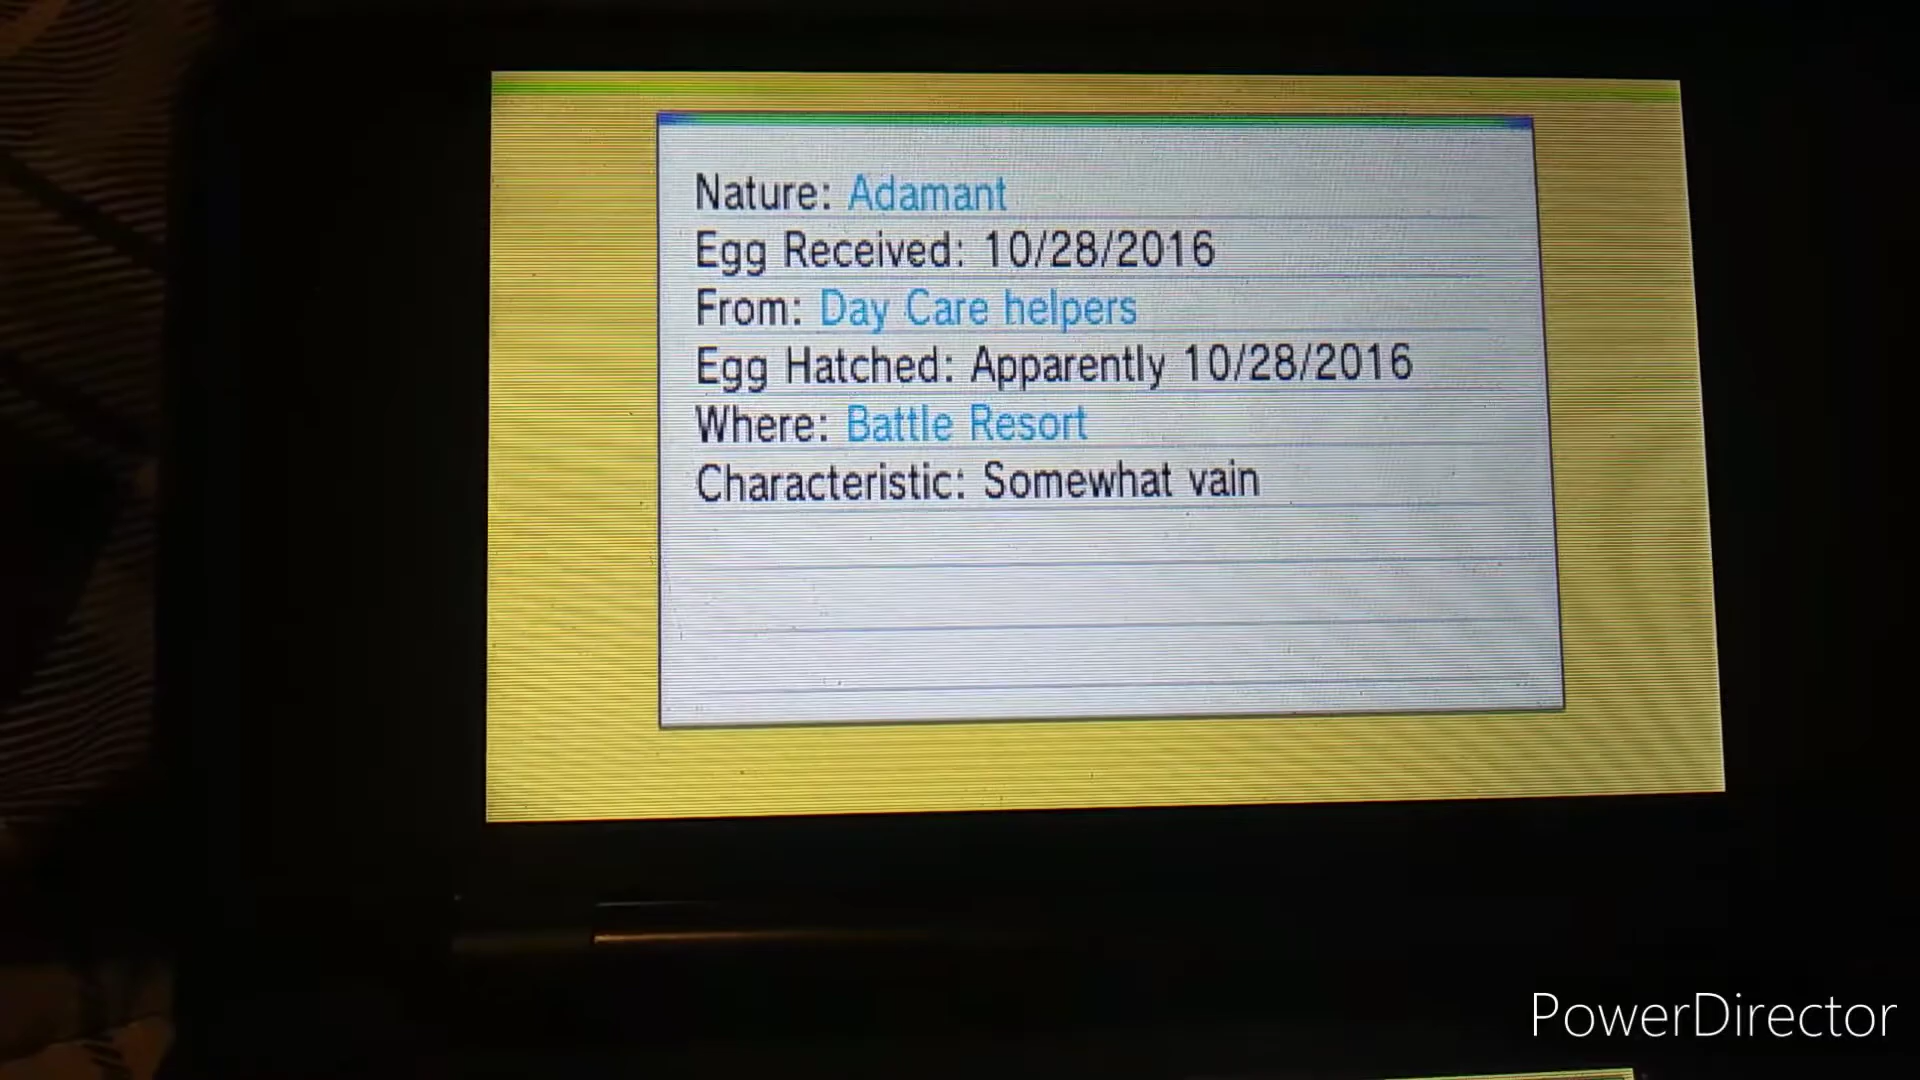 Nature: Adamant
Egg Received: 10/28/2016
From: Day Care helpers
Egg Hatched: Apparently 10/28/2016
Where: Battle Resort
Characteristic: Somewhat vain
PowerDirector